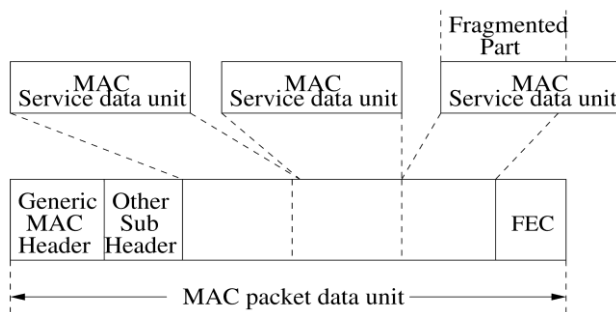 Fragmented
Part
MAC
Service data unit
MAC
Service data unit
MAC
Service data unit
Generic
MAC
Header
Other
Sub
Header
FEC
MAC packet data unit